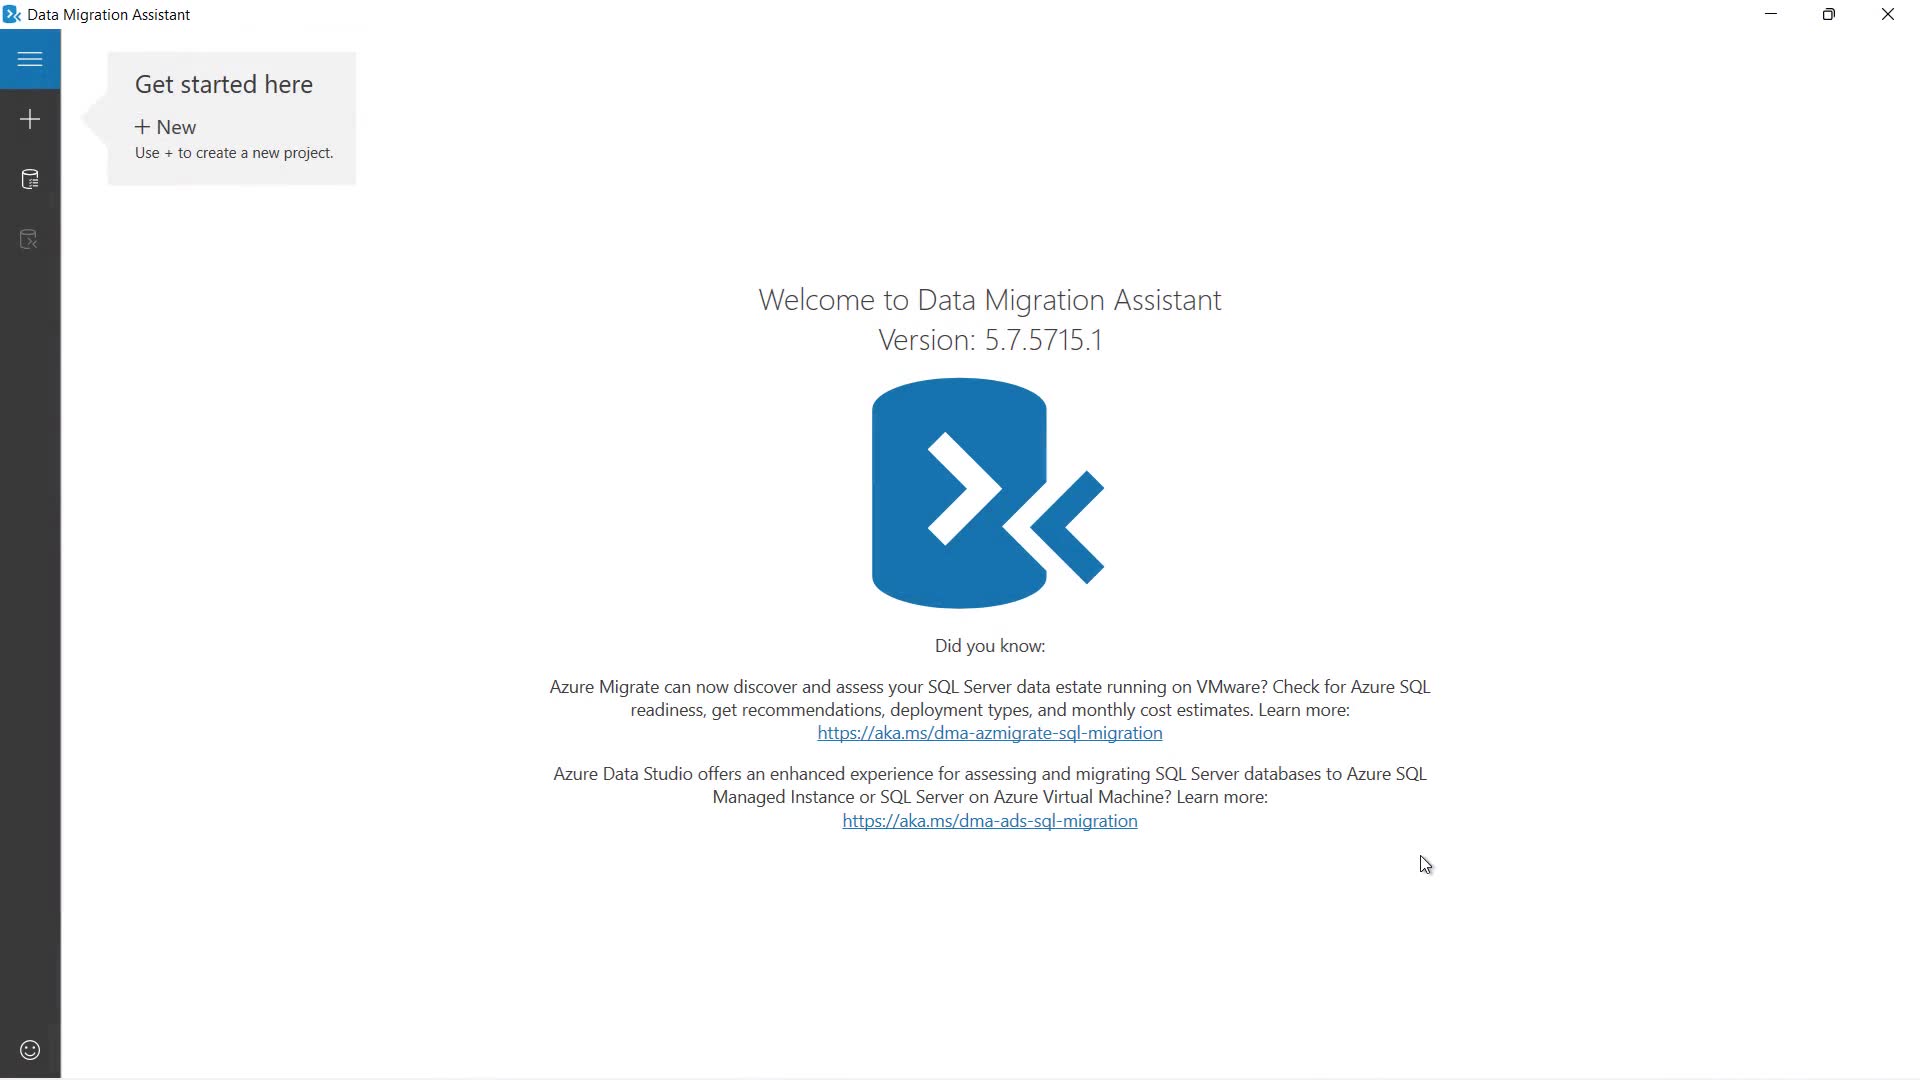 Data Migration Assistant
Get started here
+ New
Use + to create a new project.
Welcome to Data Migration Assistant
Version: 5.7.5715.1
Did you know:
Azure Migrate can now discover and assess your SQL Server data estate running on VMware? Check for Azure SQL
readiness, get recommendations, deployment types, and monthly cost estimates. Learn more:
https://aka.ms/dma-azmigrate-sql-migration
Azure Data Studio offers an enhanced experience for assessing and migrating SQL Server databases to Azure SQL
Managed Instance or SQL Server on Azure Virtual Machine? Learn more:
https://aka.ms/dma-ads-sql-migration